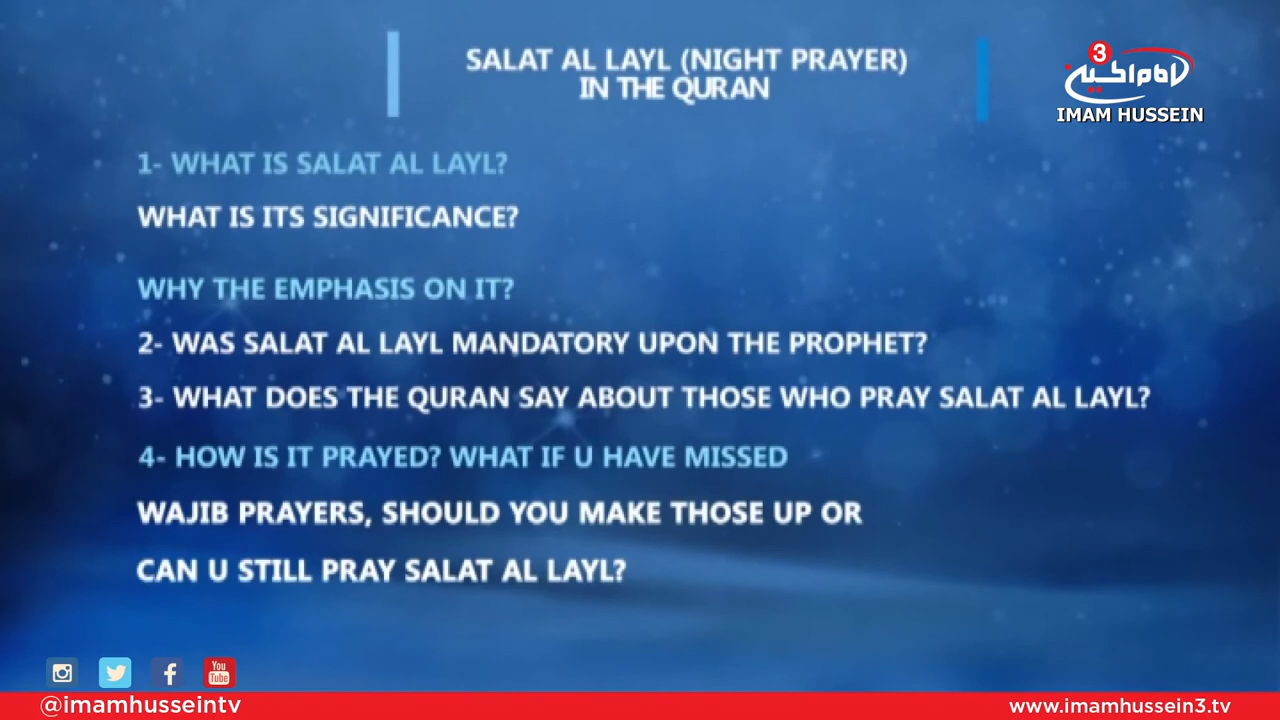 SALAT AL LAYL (NIGHT PRAYER)
IN THE QURAN
3
الامام الحسين
IMAM HUSSEIN
1- WHAT IS SALAT AL LAYL?
WHAT IS ITS SIGNIFICANCE?
WHY THE EMPHASIS ON IT?
2- WAS SALAT AL LAYL MANDATORY UPON THE PROPHET?
3- WHAT DOES THE QURAN SAY ABOUT THOSE WHO PRAY SALAT AL LAYL?
4- HOW IS IT PRAYED? WHAT IF U HAVE MISSED
WAJIB PRAYERS, SHOULD YOU MAKE THOSE UP OR
CAN U STILL PRAY SALAT AL LAYL?
You
Tube
@imamhusseintv
www.imamhussein3.tv